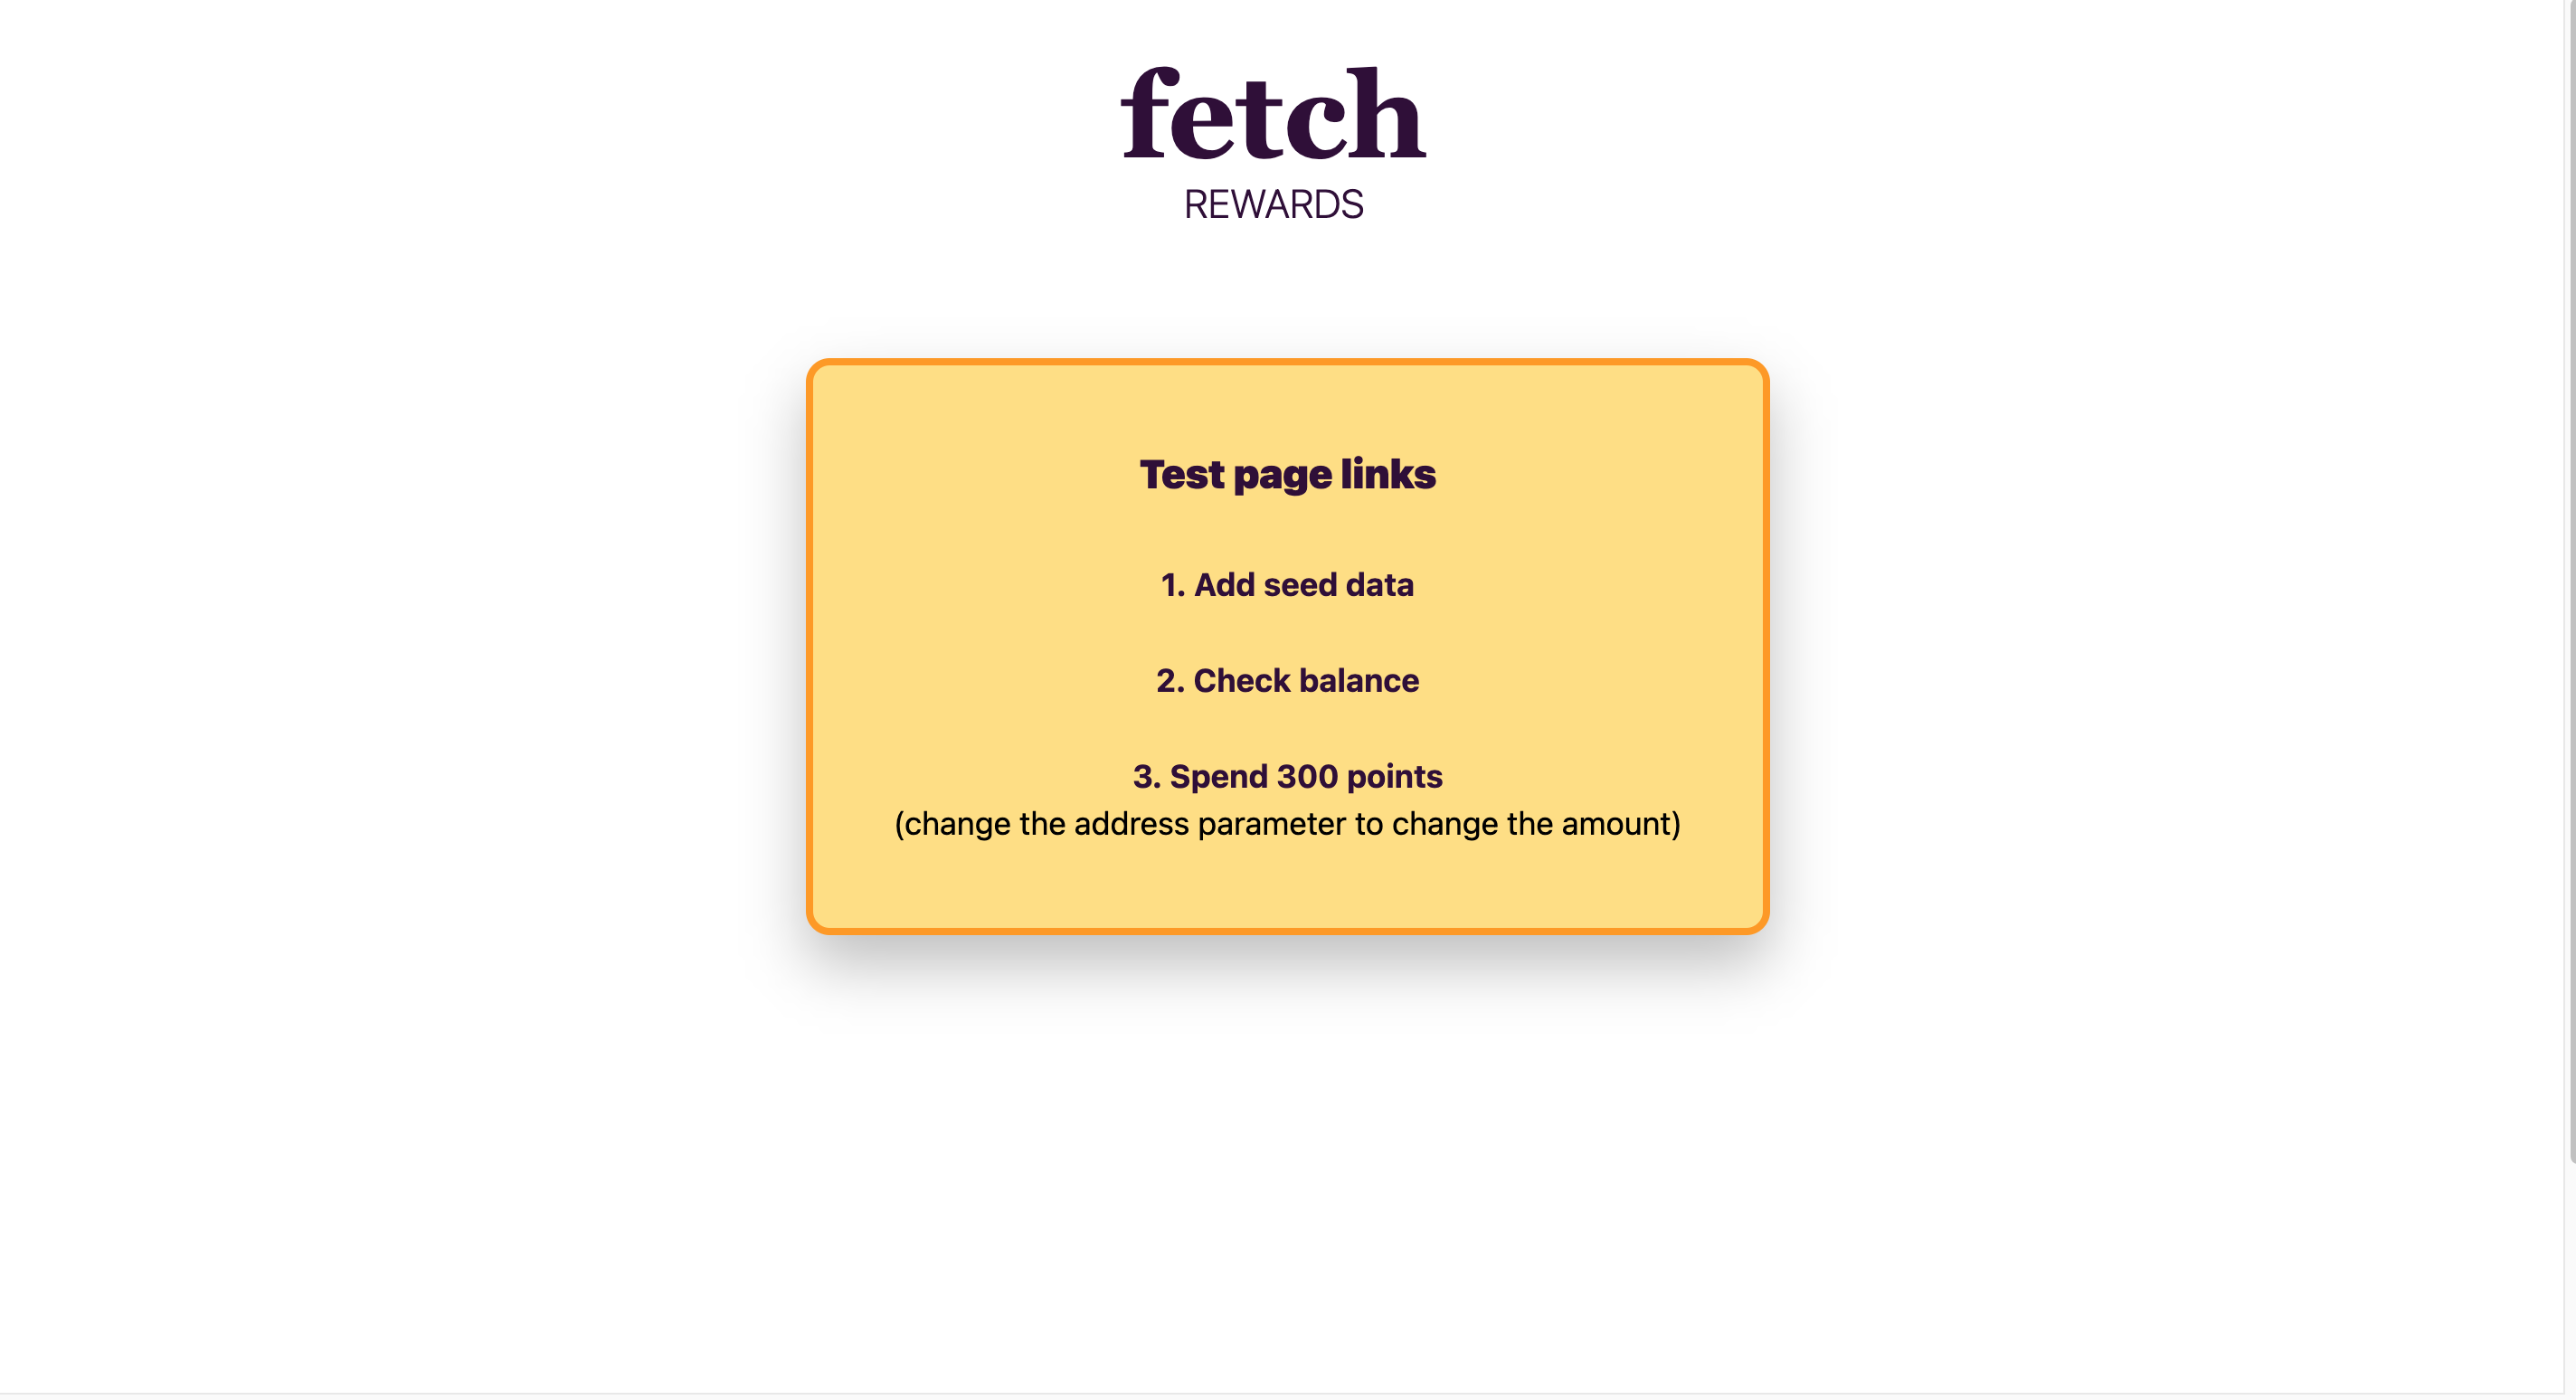 fetch
REWARDS
Test page links
1. Add seed data
2. Check balance
3. Spend 300 points
(change the address parameter to change the amount)